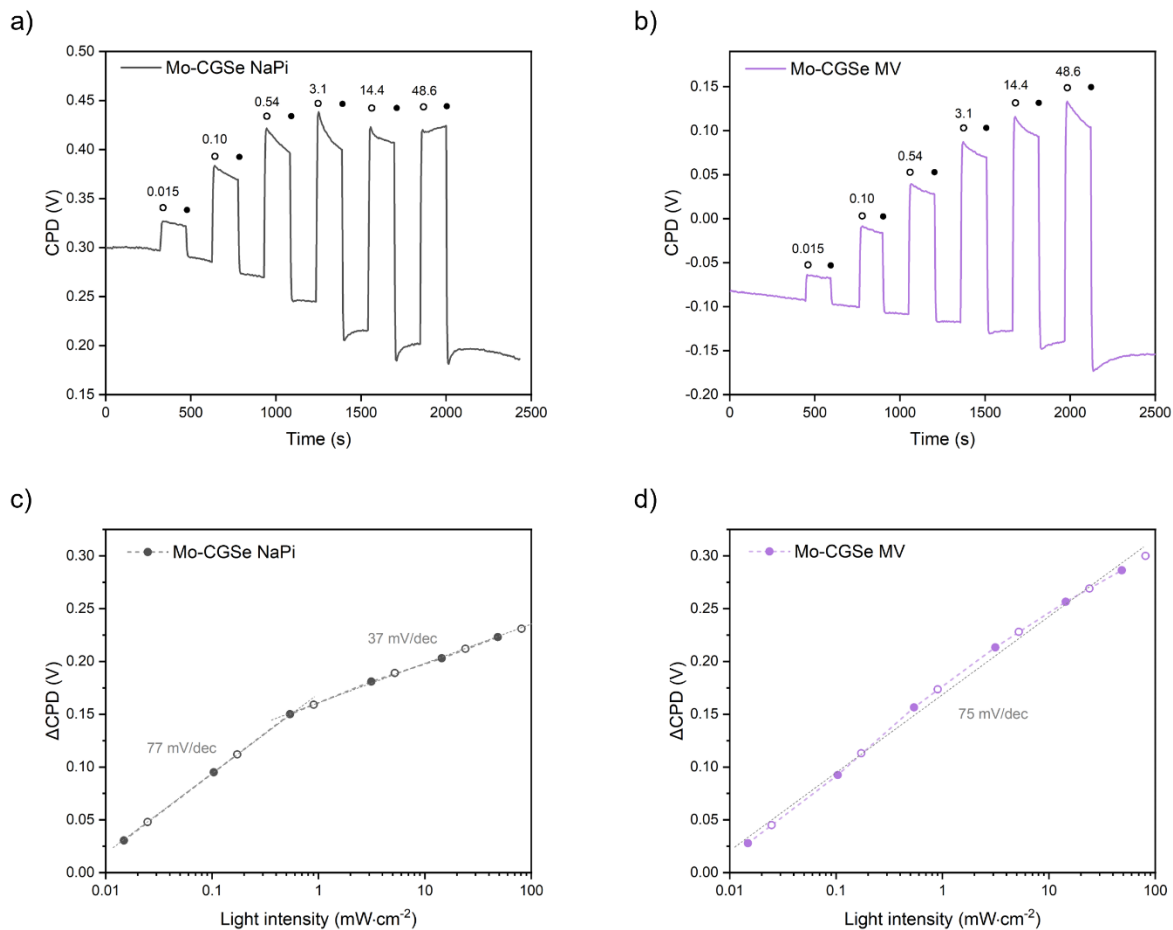 a)
Mo-CGSe NaPi
0.015
0.10
0.54
3.1
14.4
48.6
CPD (V)
0.50
0.45
0.40
0.35
0.30
0.25
0.20
0.15
0 500 1000 1500 2000 2500
Time (s)
b)
Mo-CGSe MV
0.015
0.10
0.54
3.1
14.4
48.6
CPD (V)
0.15
0.10
0.05
0.00
-0.05
-0.10
-0.15
-0.20
0 500 1000 1500 2000 2500
Time (s)
c)
Mo-CGSe NaPi
37 mV/dec
77 mV/dec
ΔCPD (V)
0.30
0.25
0.20
0.15
0.10
0.05
0.00
0.01 0.1 1 10 100
Light intensity (mW·cm⁻²)
d)
Mo-CGSe MV
75 mV/dec
ΔCPD (V)
0.30
0.25
0.20
0.15
0.10
0.05
0.00
0.01 0.1 1 10 100
Light intensity (mW·cm⁻²)